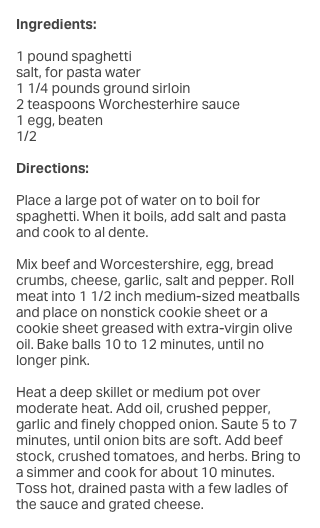 Ingredients:
1 pound spaghetti
salt, for pasta water
1 1/4 pounds ground sirloin
2 teaspoons Worchesterhire sauce
1 egg, beaten
1/2
Directions:
Place a large pot of water on to boil for
spaghetti. When it boils, add salt and pasta
and cook to al dente.
Mix beef and Worcestershire, egg, bread
crumbs, cheese, garlic, salt and pepper. Roll
meat into 1 1/2 inch medium-sized meatballs
and place on nonstick cookie sheet or a
cookie sheet greased with extra-virgin olive
oil. Bake balls 10 to 12 minutes, until no
longer pink.
Heat a deep skillet or medium pot over
moderate heat. Add oil, crushed pepper,
garlic and finely chopped onion. Saute 5 to 7
minutes, until onion bits are soft. Add beef
stock, crushed tomatoes, and herbs. Bring to
a simmer and cook for about 10 minutes.
Toss hot, drained pasta with a few ladles of
the sauce and grated cheese.